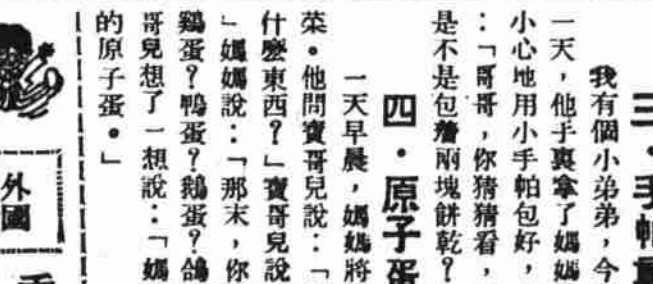 三・手帕
我有個小弟弟，今
一天，他手裏拿了媽媽
小心地用小手帕包好，
：「哥哥，你猜猜看，
是不是包着兩塊餅乾？
四・原子蛋
一天早晨，媽媽將
菜。他問寶哥兒說：「
什麼東西？」寶哥兒說
」媽媽說：「那末，你
鷄蛋？鴨蛋？鵝蛋？鴿
哥兒想了一想說：「媽
的原子蛋。」
外國